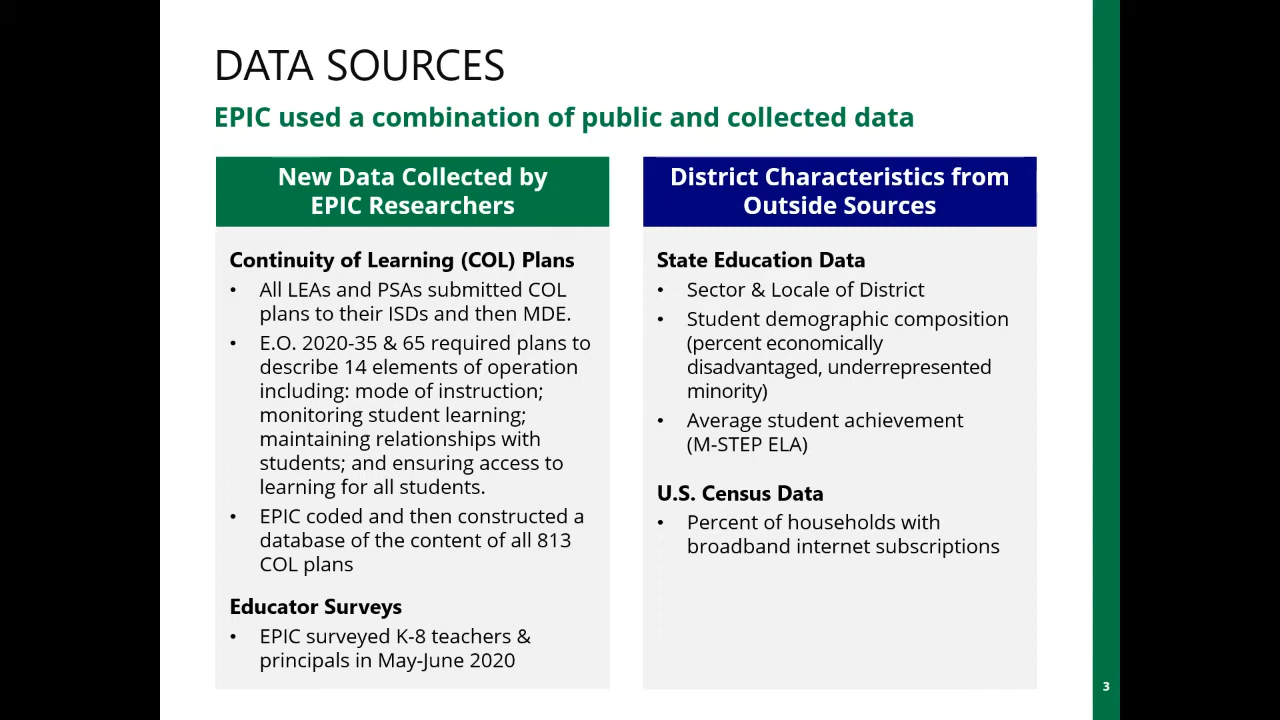 DATA SOURCES
EPIC used a combination of public and collected data
New Data Collected by
EPIC Researchers
Continuity of Learning (COL) Plans
• All LEAs and PSAs submitted COL
plans to their ISDs and then MDE.
• E.O. 2020-35 & 65 required plans to
describe 14 elements of operation
including: mode of instruction;
monitoring student learning;
maintaining relationships with
students; and ensuring access to
learning for all students.
• EPIC coded and then constructed a
database of the content of all 813
COL plans
Educator Surveys
• EPIC surveyed K-8 teachers &
principals in May-June 2020
District Characteristics from
Outside Sources
State Education Data
• Sector & Locale of District
• Student demographic composition
(percent economically
disadvantaged, underrepresented
minority)
• Average student achievement
(M-STEP ELA)
U.S. Census Data
• Percent of households with
broadband internet subscriptions
3